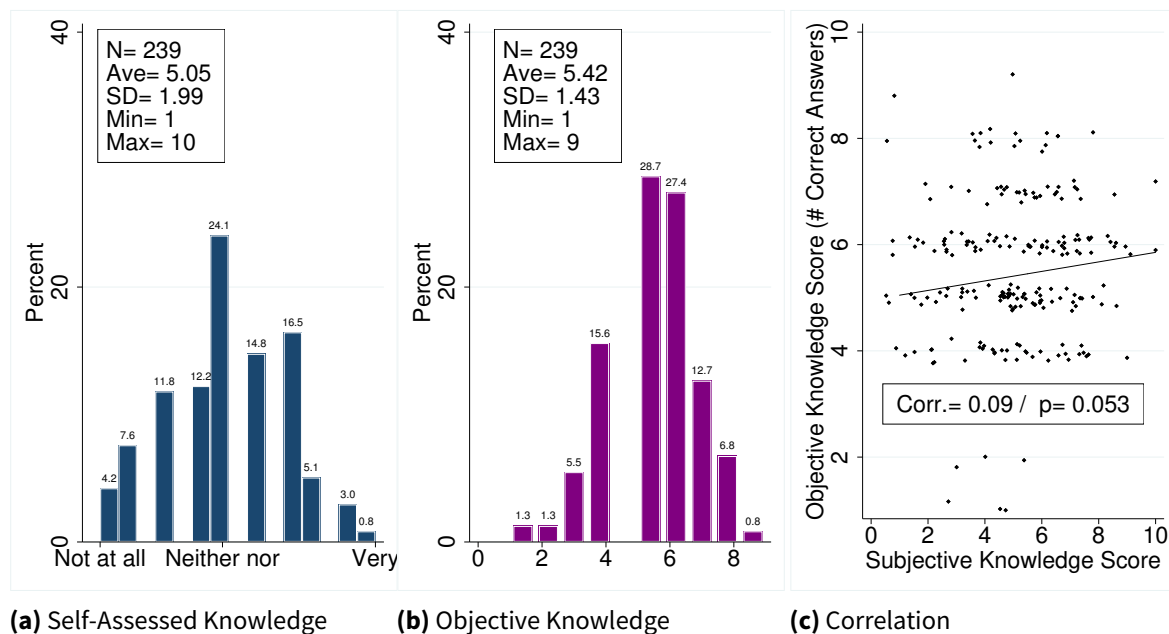 40
20
0
Percent
N= 239
Ave= 5.05
SD= 1.99
Min= 1
Max= 10
4.2
7.6
11.8
12.2
24.1
14.8
16.5
5.1
3.0
0.8
Not at all
Neither nor
Very
40
20
0
Percent
N= 239
Ave= 5.42
SD= 1.43
Min= 1
Max= 9
1.3
1.3
5.5
15.6
28.7
27.4
12.7
6.8
0.8
0
2
4
6
8
Objective Knowledge Score (# Correct Answers)
10
8
6
4
2
Corr.= 0.09 / p= 0.053
0
2
4
6
8
10
Subjective Knowledge Score
(a) Self-Assessed Knowledge
(b) Objective Knowledge
(c) Correlation